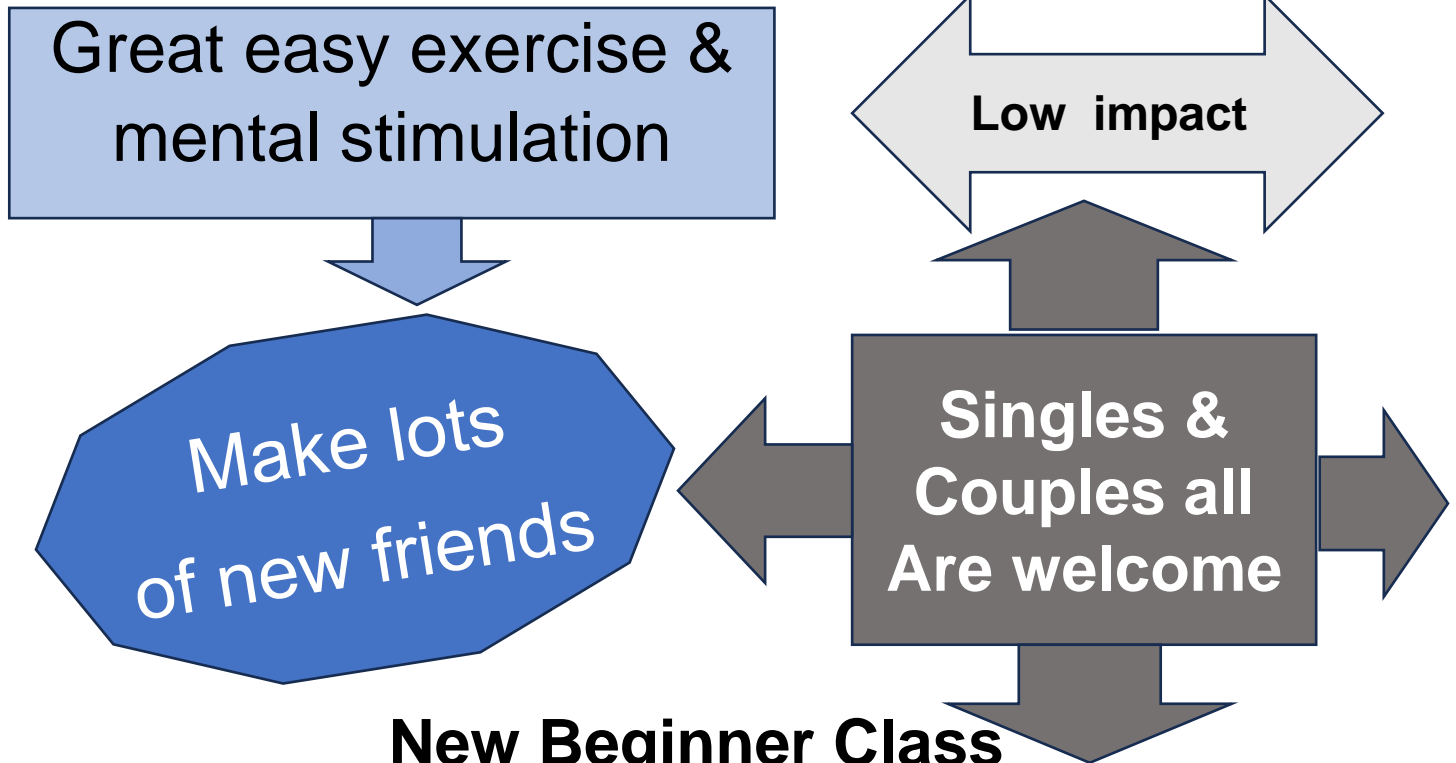 Great easy exercise &
mental stimulation
Low impact
Make lots
of new friends
Singles &
Couples all
Are welcome
New Beginner Class